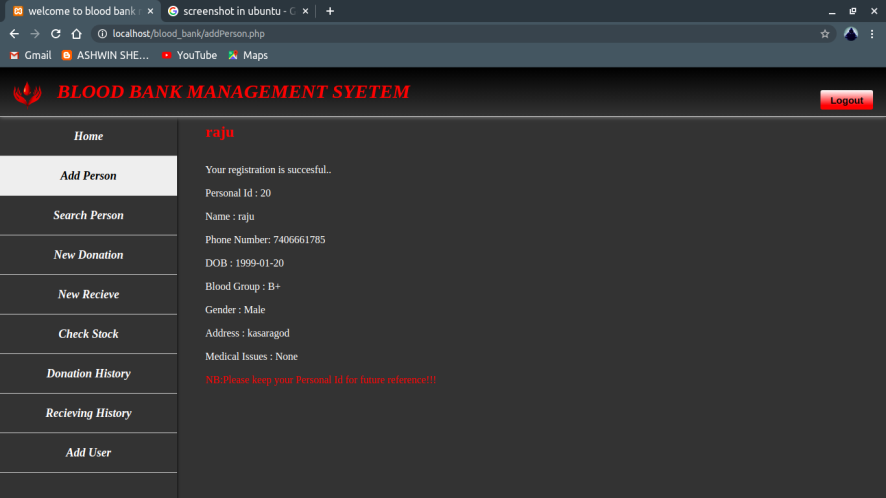 welcome to blood bank
screenshot in ubuntu - G
localhost/blood_bank/addPerson.php
Gmail
ASHWIN SHE...
YouTube
Maps
BLOOD BANK MANAGEMENT SYETEM
Logout
Home
Add Person
Search Person
New Donation
New Recieve
Check Stock
Donation History
Recieving History
Add User
raju
Your registration is succesful..
Personal Id : 20
Name : raju
Phone Number: 7406661785
DOB : 1999-01-20
Blood Group : B+
Gender : Male
Address : kasaragod
Medical Issues : None
NB:Please keep your Personal Id for future reference!!!